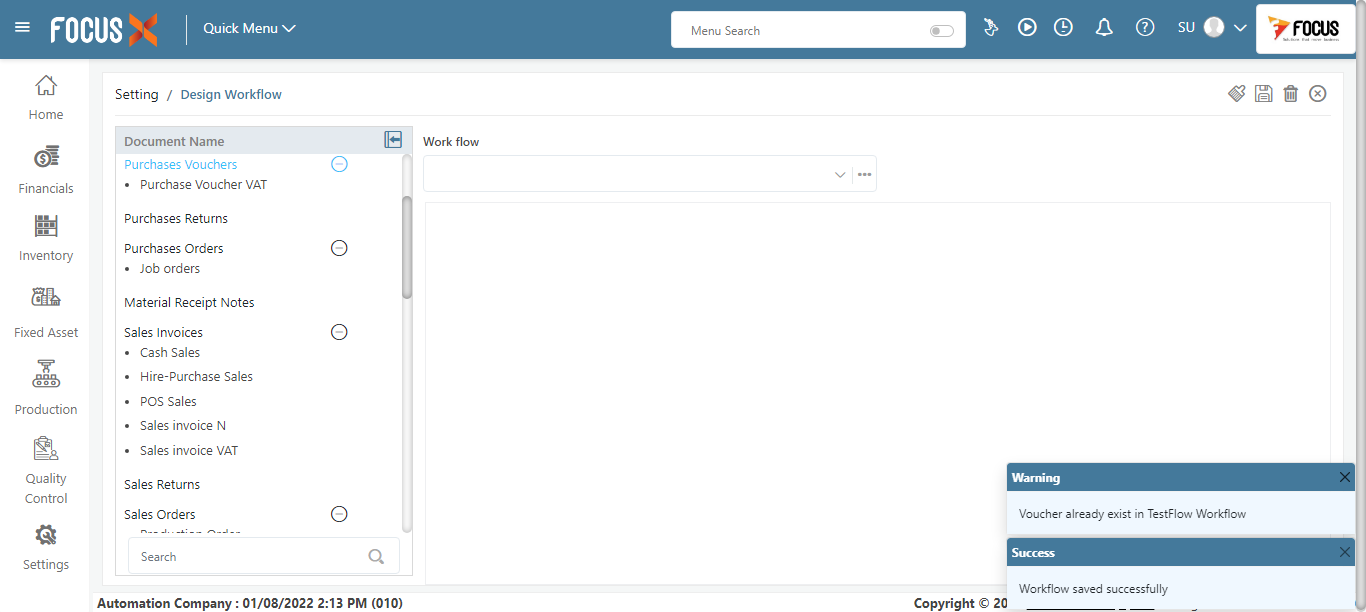 FOCUS X
Quick Menu
Menu Search
SU
FOCUS
Setting / Design Workflow
Home
Financials
Inventory
Fixed Asset
Production
Quality
Control
Settings
Document Name
Purchases Vouchers
• Purchase Voucher VAT
Purchases Returns
Purchases Orders
• Job orders
Material Receipt Notes
Sales Invoices
• Cash Sales
• Hire-Purchase Sales
• POS Sales
• Sales invoice N
• Sales invoice VAT
Sales Returns
Sales Orders
Production Order
Search
Work flow
Warning
Voucher already exist in TestFlow Workflow
Success
Workflow saved successfully
Automation Company : 01/08/2022 2:13 PM (010)
Copyright © 20